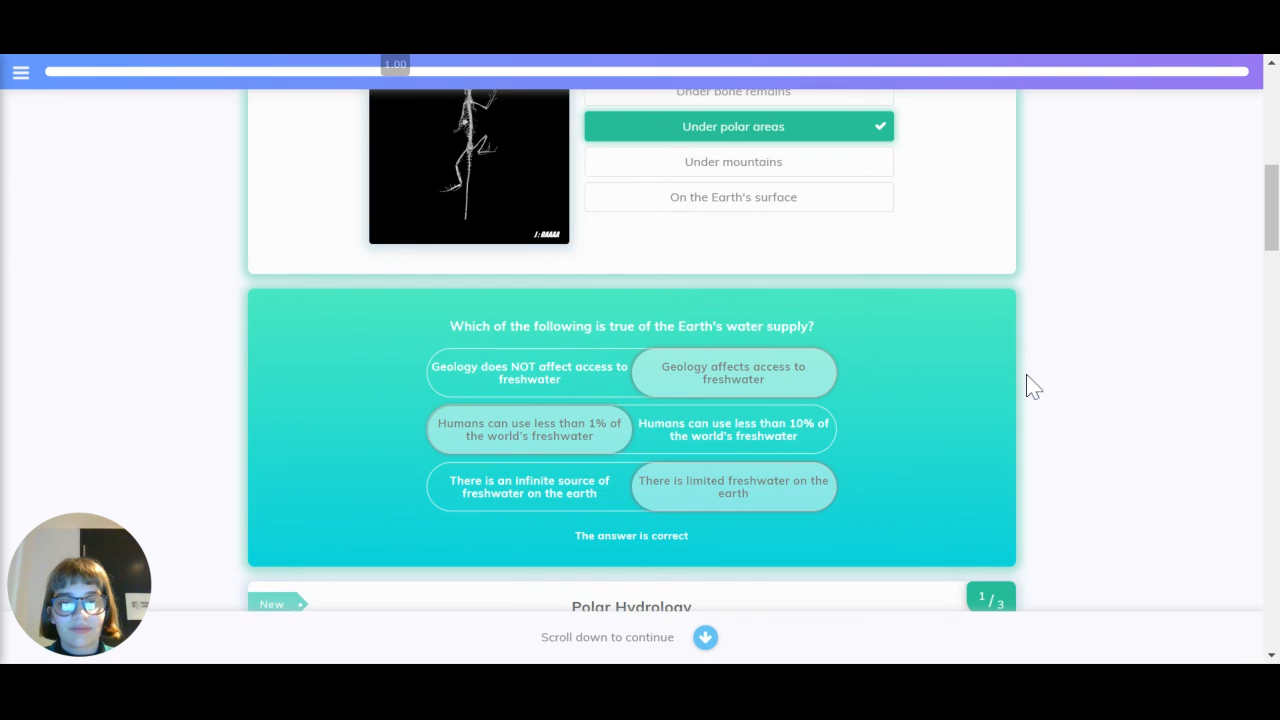 1.00
Under bone remains
Under polar areas
Under mountains
On the Earth's surface
Which of the following is true of the Earth's water supply?
Geology does NOT affect access to
freshwater
Geology affects access to
freshwater
Humans can use less than 1% of
the world's freshwater
Humans can use less than 10% of
the world's freshwater
There is an infinite source of
freshwater on the earth
There is limited freshwater on the
earth
The answer is correct
New
Polar Hydrology
1/3
Scroll down to continue